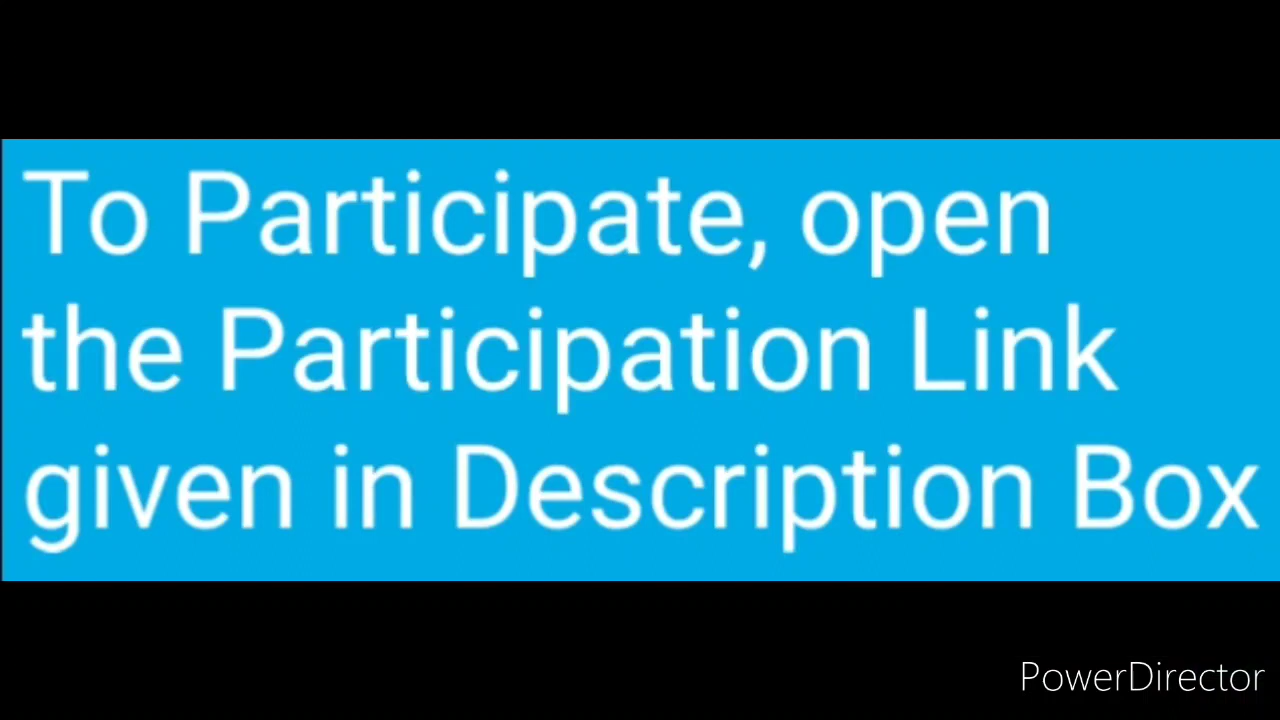 To Participate, open
the Participation Link
given in Description Box
PowerDirector